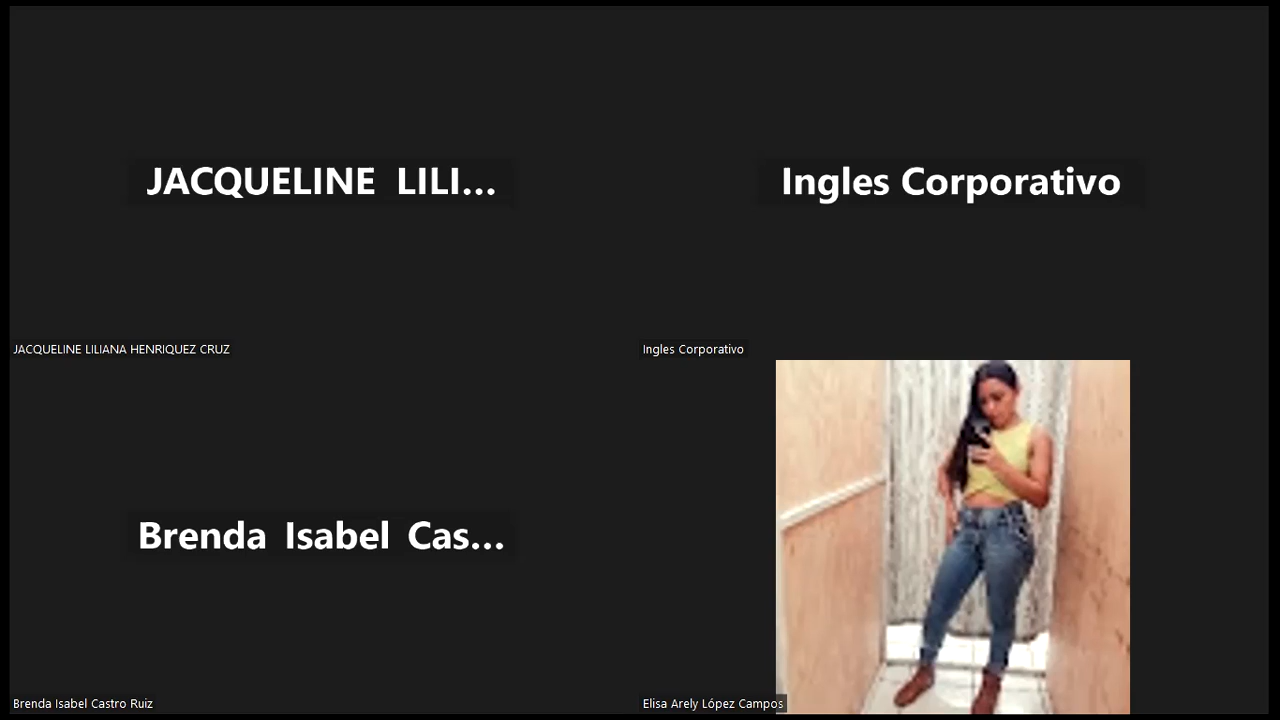 JACQUELINE LILI...
Ingles Corporativo
JACQUELINE LILIANA HENRIQUEZ CRUZ
Ingles Corporativo
Brenda Isabel Cas...
Brenda Isabel Castro Ruiz
Elisa Arely López Campos